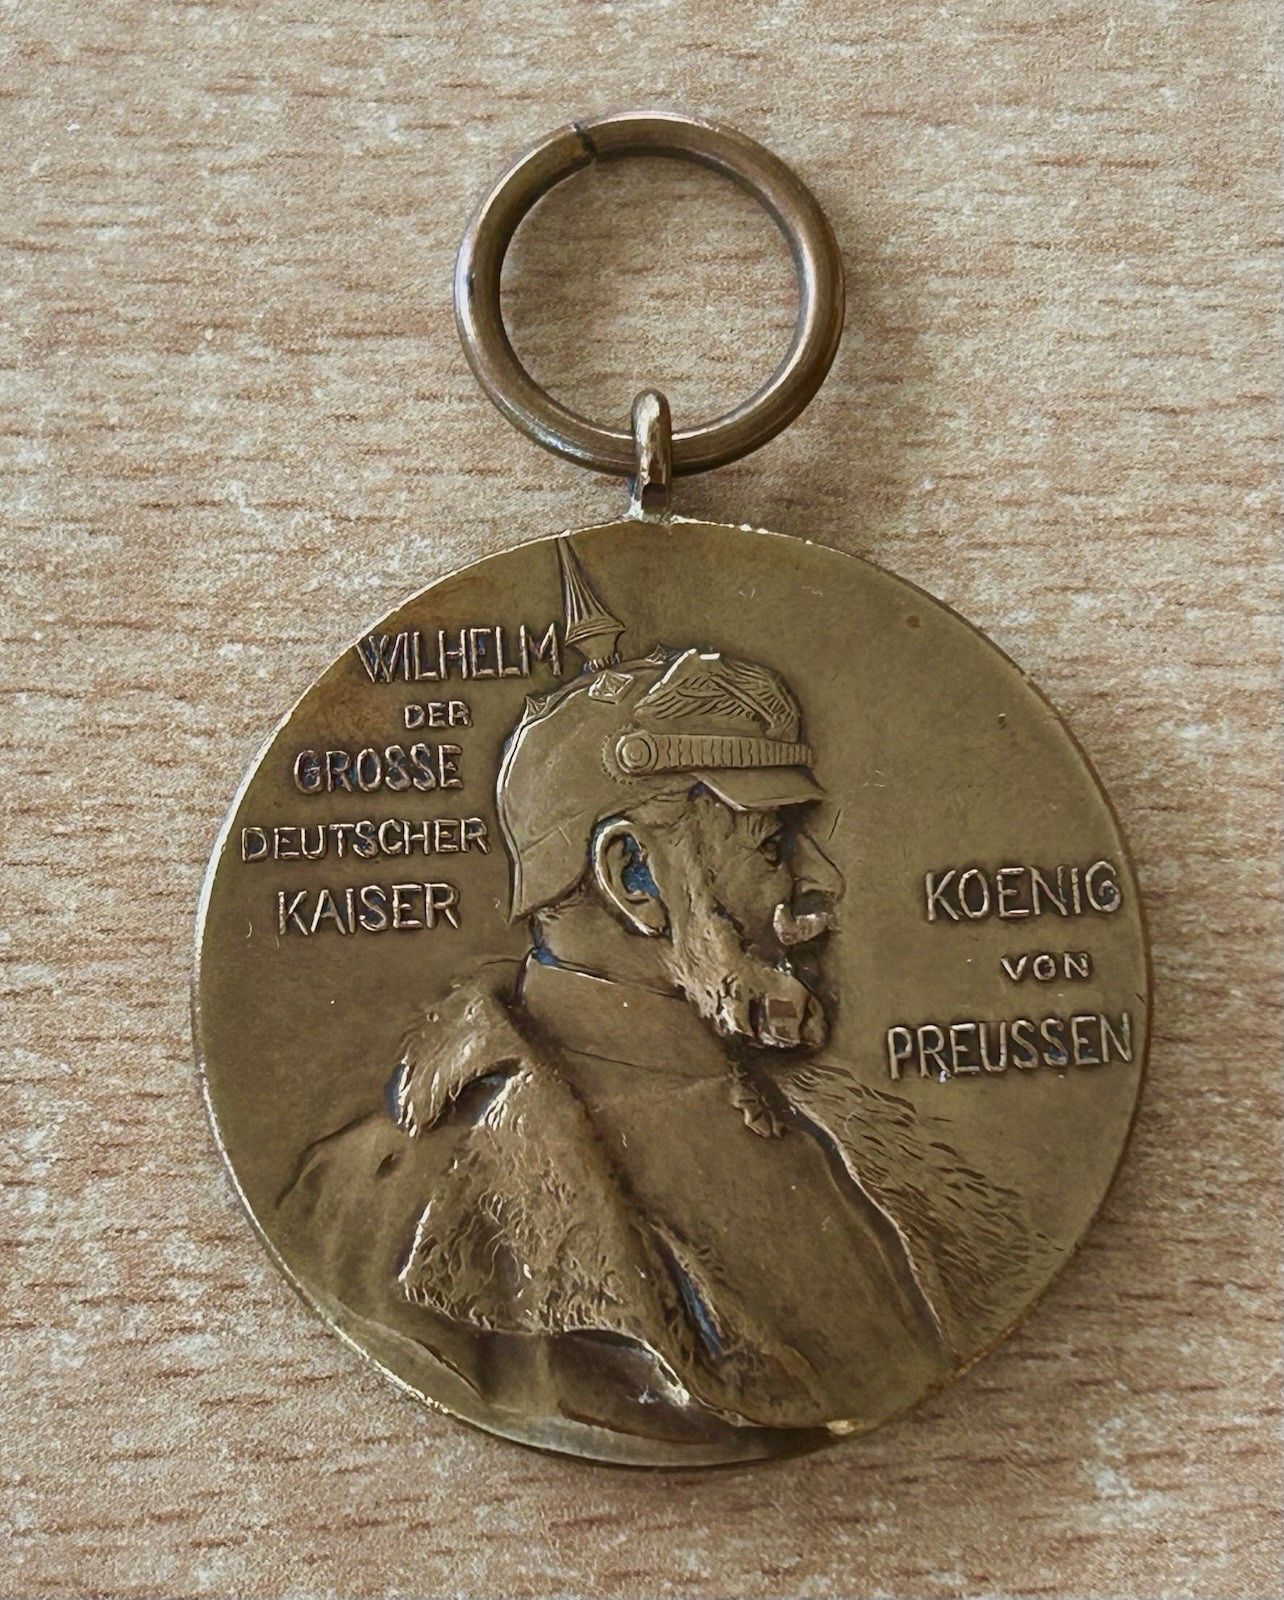 WILHELM
DER
GROSSE
DEUTSCHER
KAISER
KOENIG
VON
PREUSSEN